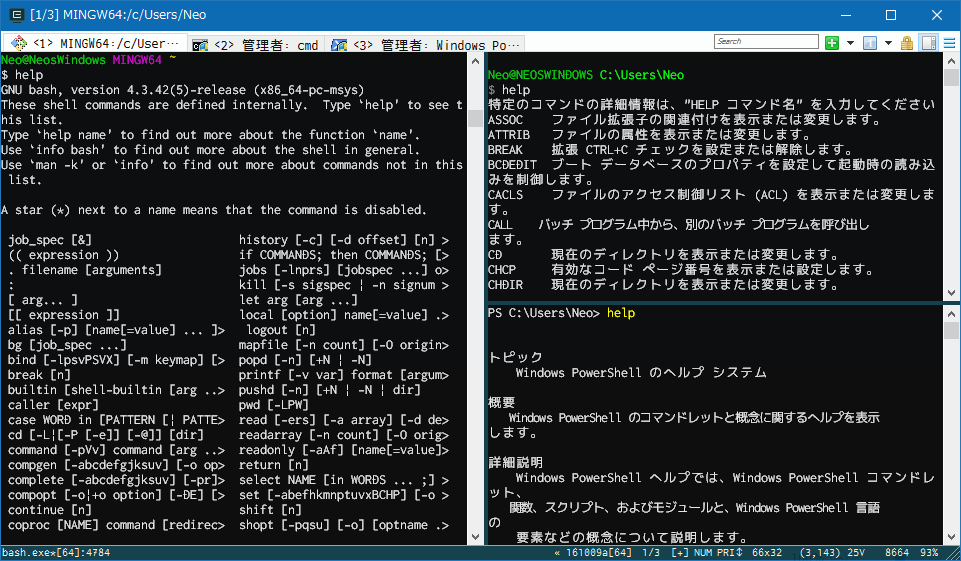 [1/3] MINGW64:/c/Users/Neo
<1> MINGW64:/c/User···
<2> 管理者: cmd
<3> 管理者: Windows Po···
Search
Neo@NeosWindows MINGW64 ~
$ help
GNU bash, version 4.3.42(5)-release (x86_64-pc-msys)
These shell commands are defined internally.  Type `help' to see t
his list.
Type `help name' to find out more about the function `name'.
Use `info bash' to find out more about the shell in general.
Use `man -k' or `info' to find out more about commands not in this
 list.
A star (*) next to a name means that the command is disabled.
job_spec [&]    history [-c] [-d offset] [n] >
(( expression ))    if COMMANDS; then COMMANDS; [>
. filename [arguments]    jobs [-lnprs] [jobspec ...] o>
:    kill [-s sigspec | -n signum >
[ arg... ]    let arg [arg ...]
[[ expression ]]    local [option] name[=value] .>
alias [-p] [name[=value] ... ]>    logout [n]
bg [job_spec ...]    mapfile [-n count] [-O origin>
bind [-lpsvPSVX] [-m keymap] [>    popd [-n] [+N | -N]
break [n]    printf [-v var] format [argum>
builtin [shell-builtin [arg ..>    pushd [-n] [+N | -N | dir]
caller [expr]    pwd [-LPW]
case WORD in [PATTERN [| PATTE>    read [-ers] [-a array] [-d de>
cd [-L|[-P [-e]] [-@]] [dir]    readarray [-n count] [-O orig>
command [-pVv] command [arg ..>    readonly [-aAf] [name[=value]>
compgen [-abcdefgjksuv] [-o op>    return [n]
complete [-abcdefgjksuv] [-pr]>    select NAME [in WORDS ... ;] >
compopt [-o|+o option] [-DE] [>    set [-abefhkmnptuvxBCHP] [-o >
continue [n]    shift [n]
coproc [NAME] command [redirec>    shopt [-pqsu] [-o] [optname .>
Neo@NEOSWINDOWS C:\Users\Neo
$ help
特定のコマンドの詳細情報は、"HELP コマンド名" を入力してください
ASSOC    ファイル拡張子の関連付けを表示または変更します。
ATTRIB   ファイルの属性を表示または変更します。
BREAK    拡張 CTRL+C チェックを設定または解除します。
BCDEDIT  ブート データベースのプロパティを設定して起動時の読み込
みを制御します。
CACLS    ファイルのアクセス制御リスト (ACL) を表示または変更しま
す。
CALL    バッチ プログラム中から、別のバッチ プログラムを呼び出し
ます。
CD       現在のディレクトリを表示または変更します。
CHCP     有効なコード ページ番号を表示または設定します。
CHDIR    現在のディレクトリを表示または変更します。
PS C:\Users\Neo> help
トピック
Windows PowerShell のヘルプ システム
概要
Windows PowerShell のコマンドレットと概念に関するヘルプを表示
します。
詳細説明
Windows PowerShell ヘルプでは、Windows PowerShell コマンドレ
ット、
関数、スクリプト、およびモジュールと、Windows PowerShell 言語
の
要素などの概念について説明します。
bash.exe*[64]:4784    « 161009a[64]  1/3  [+] NUM PRI↕  66x32  (3,143) 25V  8664  93%